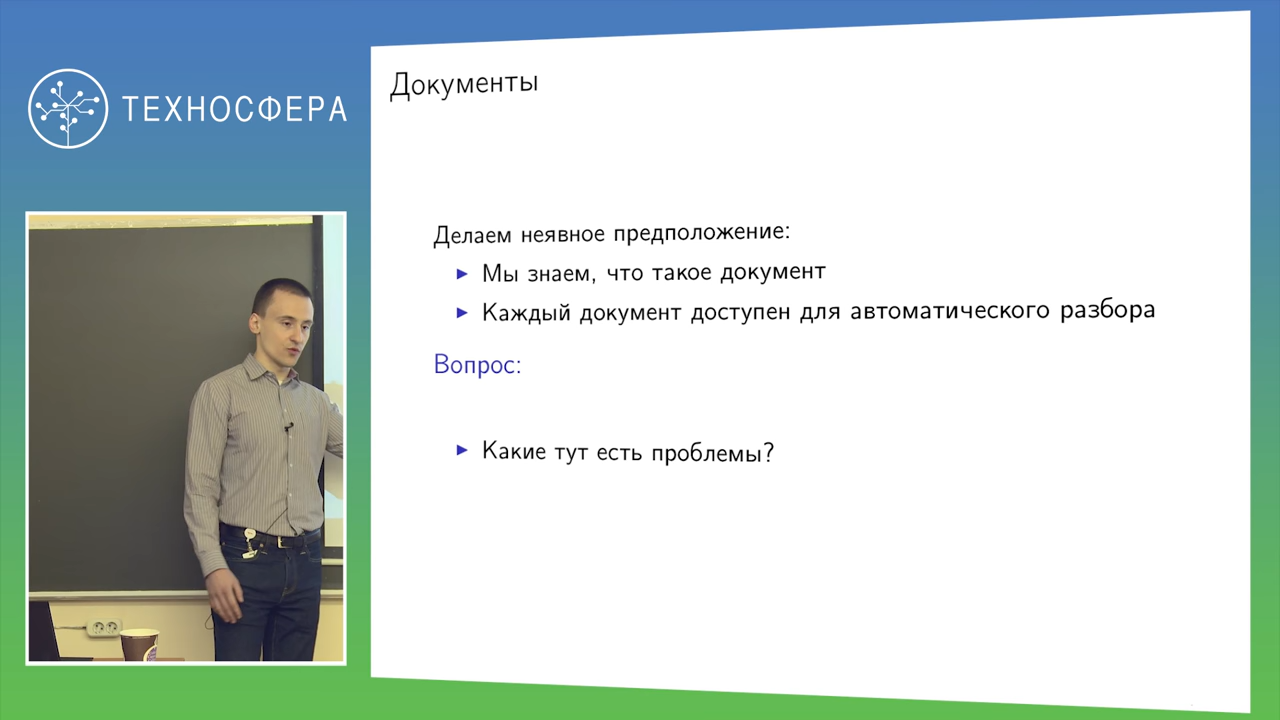 ТЕХНОСФЕРА
Документы
Делаем неявное предположение:
Мы знаем, что такое документ
Каждый документ доступен для автоматического разбора
Вопрос:
Какие тут есть проблемы?